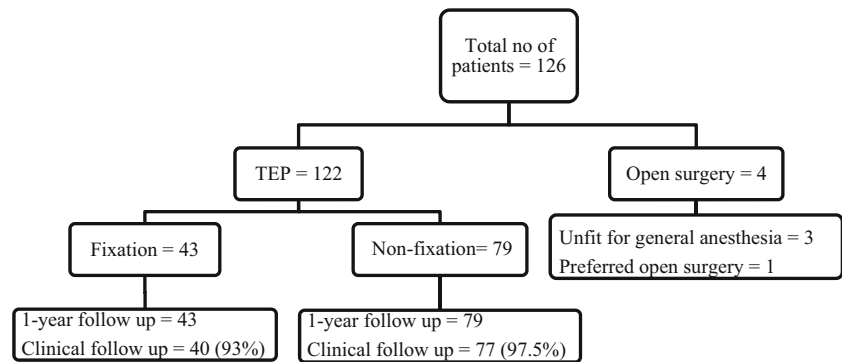 Total no of
patients = 126
TEP = 122
Open surgery = 4
Fixation = 43
Non-fixation= 79
Unfit for general anesthesia = 3
Preferred open surgery = 1
1-year follow up = 43
Clinical follow up = 40 (93%)
1-year follow up = 79
Clinical follow up = 77 (97.5%)